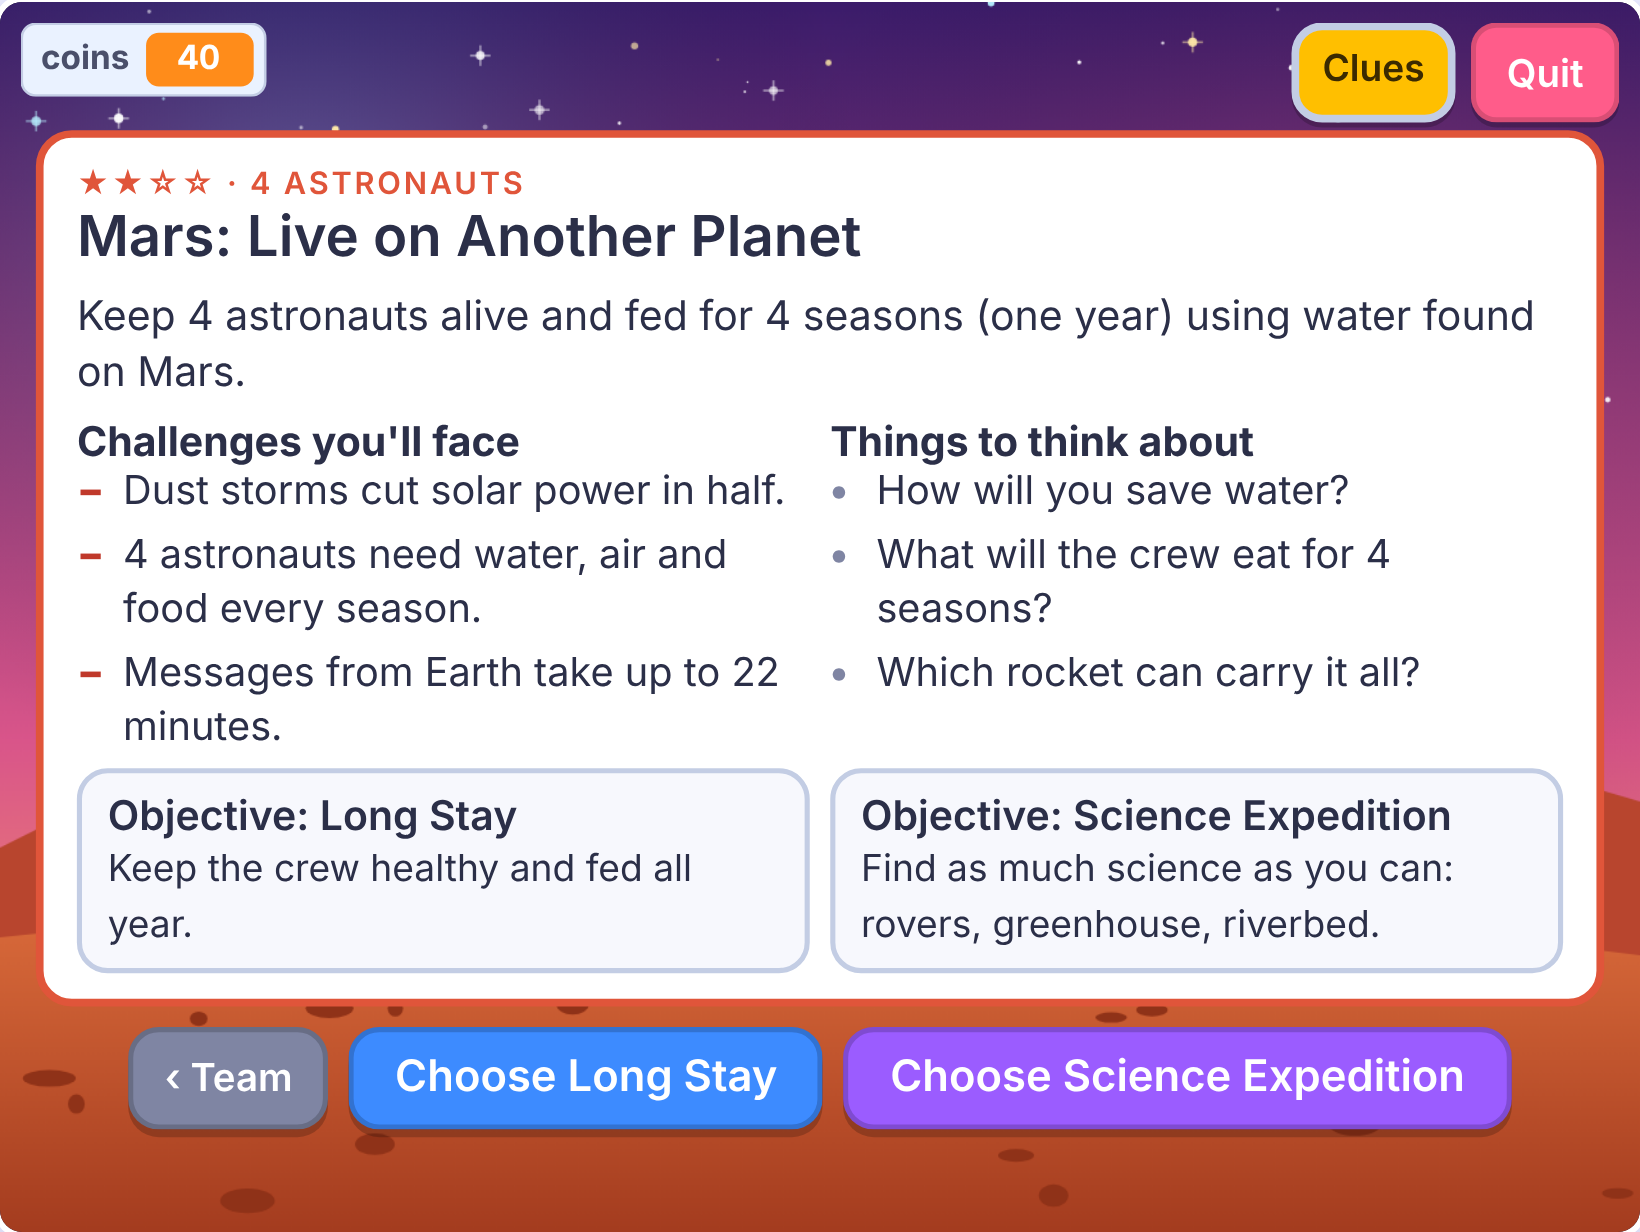 coins 40
Clues
Quit
★★☆☆ · 4 ASTRONAUTS
Mars: Live on Another Planet
Keep 4 astronauts alive and fed for 4 seasons (one year) using water found
on Mars.
Challenges you'll face
– Dust storms cut solar power in half.
– 4 astronauts need water, air and
food every season.
– Messages from Earth take up to 22
minutes.
Things to think about
• How will you save water?
• What will the crew eat for 4
seasons?
• Which rocket can carry it all?
Objective: Long Stay
Keep the crew healthy and fed all
year.
Objective: Science Expedition
Find as much science as you can:
rovers, greenhouse, riverbed.
‹ Team
Choose Long Stay
Choose Science Expedition